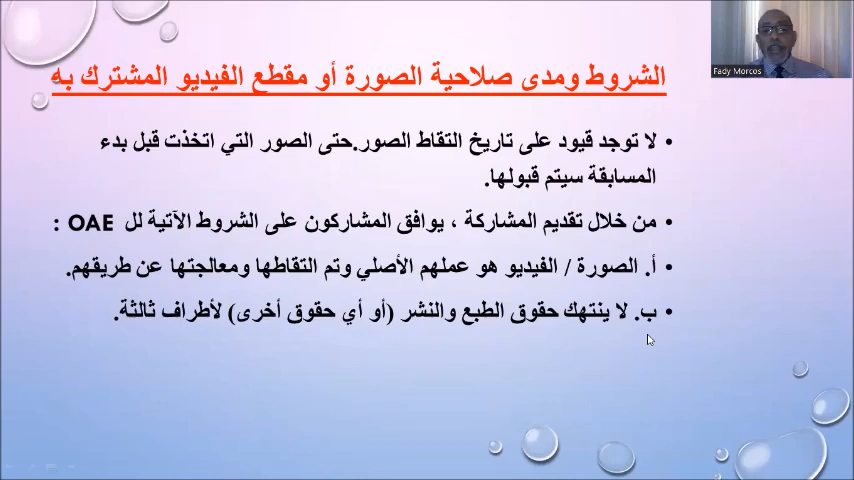 الشروط ومدى صلاحية الصورة أو مقطع الفيديو المشترك به
• لا توجد قيود على تاريخ التقاط الصور.حتى الصور التي اتخذت قبل بدء
المسابقة سيتم قبولها.
• من خلال تقديم المشاركة ، يوافق المشاركون على الشروط الآتية لل OAE :
• أ. الصورة / الفيديو هو عملهم الأصلي وتم التقاطها ومعالجتها عن طريقهم.
• ب. لا ينتهك حقوق الطبع والنشر (أو أي حقوق أخرى) لأطراف ثالثة.
Fady Morcos